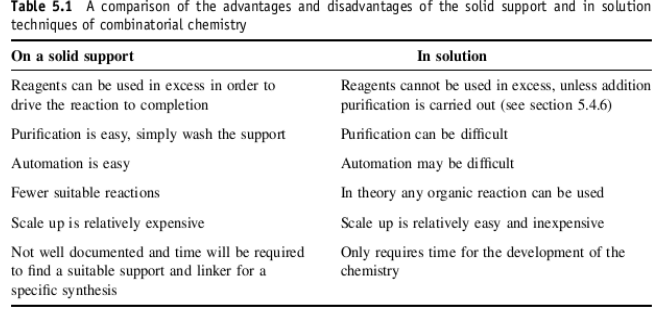 Table 5.1 A comparison of the advantages and disadvantages of the solid support and in solution
techniques of combinatorial chemistry
On a solid support In solution
Reagents can be used in excess in order to Reagents cannot be used in excess, unless addition
drive the reaction to completion purification is carried out (see section 5.4.6)
Purification is easy, simply wash the support Purification can be difficult
Automation is easy Automation may be difficult
Fewer suitable reactions In theory any organic reaction can be used
Scale up is relatively expensive Scale up is relatively easy and inexpensive
Not well documented and time will be required Only requires time for the development of the
to find a suitable support and linker for a chemistry
specific synthesis